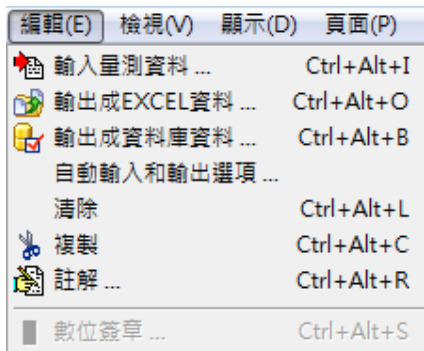 編輯(E) 檢視(V) 顯示(D) 頁面(P)
輸入量測資料 ... Ctrl+Alt+I
輸出成EXCEL資料 ... Ctrl+Alt+O
輸出成資料庫資料 ... Ctrl+Alt+B
自動輸入和輸出選項 ...
清除 Ctrl+Alt+L
複製 Ctrl+Alt+C
註解 ... Ctrl+Alt+R
數位簽章 ... Ctrl+Alt+S